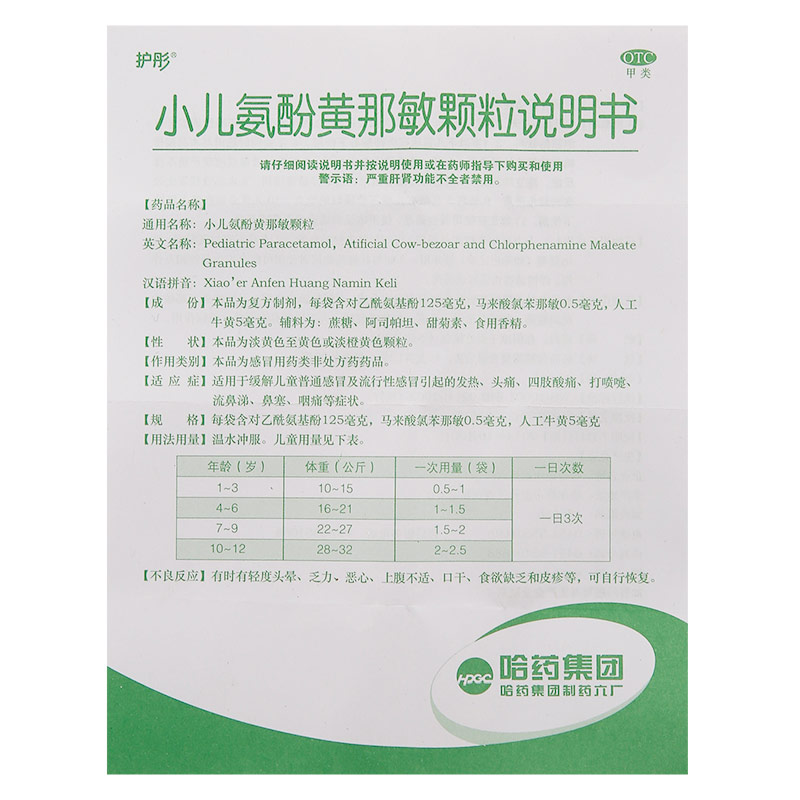 护彤®
OTC
甲类
小儿氨酚黄那敏颗粒说明书
请仔细阅读说明书并按说明使用或在药师指导下购买和使用
警示语：严重肝肾功能不全者禁用。
【药品名称】
通用名称：小儿氨酚黄那敏颗粒
英文名称：Pediatric Paracetamol，Atificial Cow-bezoar and Chlorphenamine Maleate
Granules
汉语拼音：Xiao'er Anfen Huang Namin Keli
【成　份】本品为复方制剂，每袋含对乙酰氨基酚125毫克，马来酸氯苯那敏0.5毫克，人工
牛黄5毫克。辅料为：蔗糖、阿司帕坦、甜菊素、食用香精。
【性　状】本品为淡黄色至黄色或淡橙黄色颗粒。
【作用类别】本品为感冒用药类非处方药药品。
【适 应 症】适用于缓解儿童普通感冒及流行性感冒引起的发热、头痛、四肢酸痛、打喷嚏、
流鼻涕、鼻塞、咽痛等症状。
【规　格】每袋含对乙酰氨基酚125毫克，马来酸氯苯那敏0.5毫克，人工牛黄5毫克
【用法用量】温水冲服。儿童用量见下表。
年龄（岁） 体重（公斤） 一次用量（袋） 一日次数
1~3 10~15 0.5~1
4~6 16~21 1~1.5
一日3次
7~9 22~27 1.5~2
10~12 28~32 2~2.5
【不良反应】有时有轻度头晕、乏力、恶心、上腹不适、口干、食欲缺乏和皮疹等，可自行恢复。
HPGC
哈药集团
哈药集团制药六厂